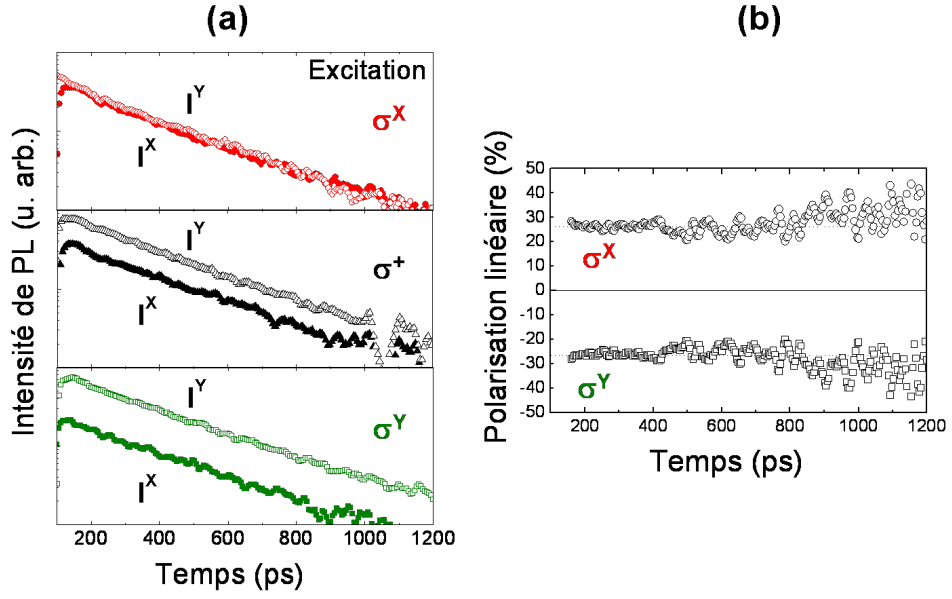 (a)
(b)
Excitation
I^Y
σ^X
I^X
I^Y
σ^+
I^X
I^Y
σ^Y
I^X
Intensité de PL (u. arb.)
200 400 600 800 1000 1200
Temps (ps)
50
40
30
20
10
0
-10
-20
-30
-40
-50
σ^X
σ^Y
Polarisation linéaire (%)
200 400 600 800 1000 1200
Temps (ps)